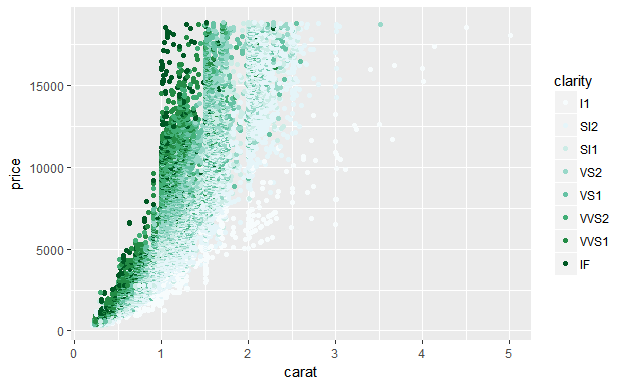 clarity
I1
SI2
SI1
VS2
VS1
VVS2
VVS1
IF
15000
10000
5000
0
price
0
1
2
3
4
5
carat